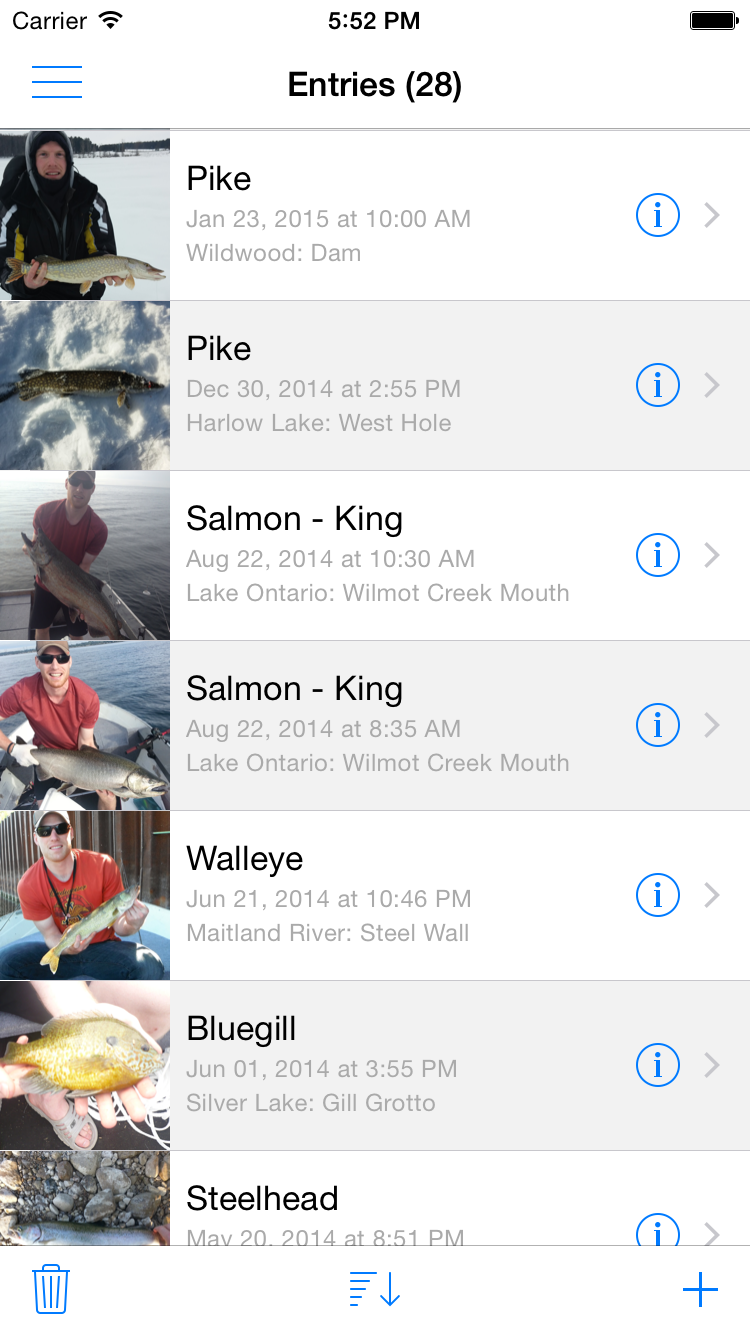 Carrier 5:52 PM
Entries (28)
Pike
Jan 23, 2015 at 10:00 AM
Wildwood: Dam
Pike
Dec 30, 2014 at 2:55 PM
Harlow Lake: West Hole
Salmon - King
Aug 22, 2014 at 10:30 AM
Lake Ontario: Wilmot Creek Mouth
Salmon - King
Aug 22, 2014 at 8:35 AM
Lake Ontario: Wilmot Creek Mouth
Walleye
Jun 21, 2014 at 10:46 PM
Maitland River: Steel Wall
Bluegill
Jun 01, 2014 at 3:55 PM
Silver Lake: Gill Grotto
Steelhead
May 20, 2014 at 8:51 PM